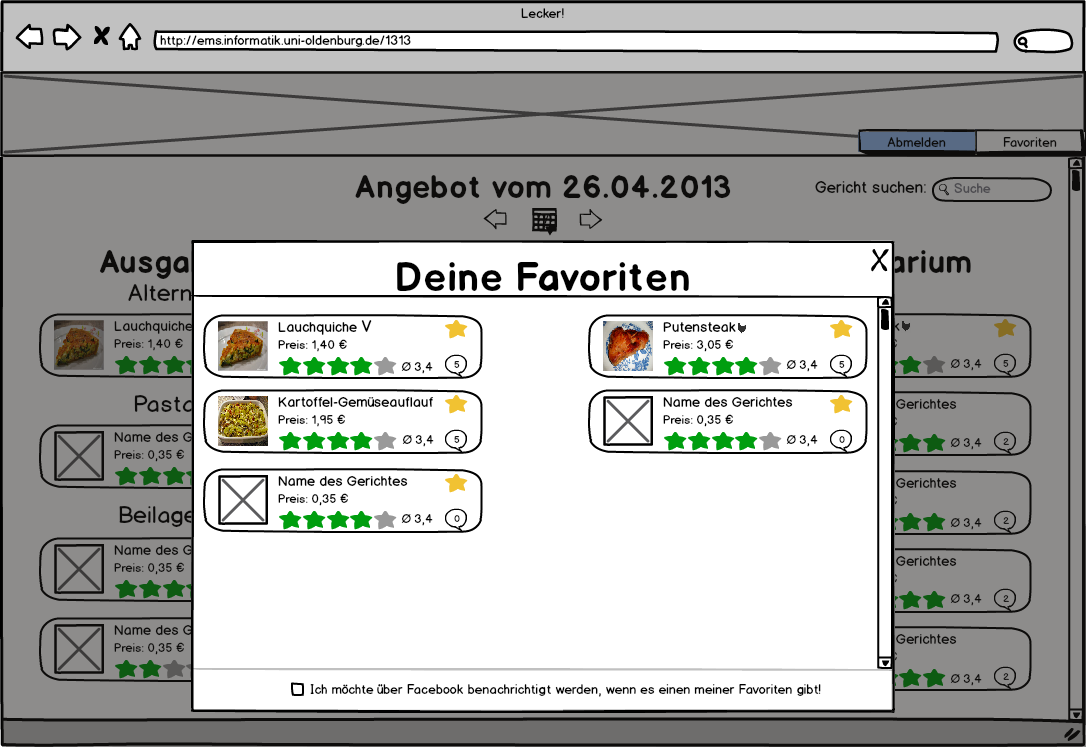 Lecker!
http://ems.informatik.uni-oldenburg.de/1313
Abmelden
Favoriten
Angebot vom 26.04.2013
Gericht suchen:
Suche
Ausga
arium
Altern
Lauchquiche
Preis: 1,40 €
Pasta
Name des G
Preis: 0,35 €
Beilage
Name des G
Preis: 0,35 €
Name des G
Preis: 0,35 €
Deine Favoriten
X
Lauchquiche V
Preis: 1,40 €
Ø 3,4
5
Kartoffel-Gemüseauflauf
Preis: 1,95 €
Ø 3,4
5
Name des Gerichtes
Preis: 0,35 €
Ø 3,4
0
Putensteak
Preis: 3,05 €
Ø 3,4
5
Name des Gerichtes
Preis: 0,35 €
Ø 3,4
0
Ich möchte über Facebook benachrichtigt werden, wenn es einen meiner Favoriten gibt!
k
€
Ø 3,4
5
Gerichtes
€
Ø 3,4
2
Gerichtes
€
Ø 3,4
2
Gerichtes
€
Ø 3,4
2
Gerichtes
€
Ø 3,4
2